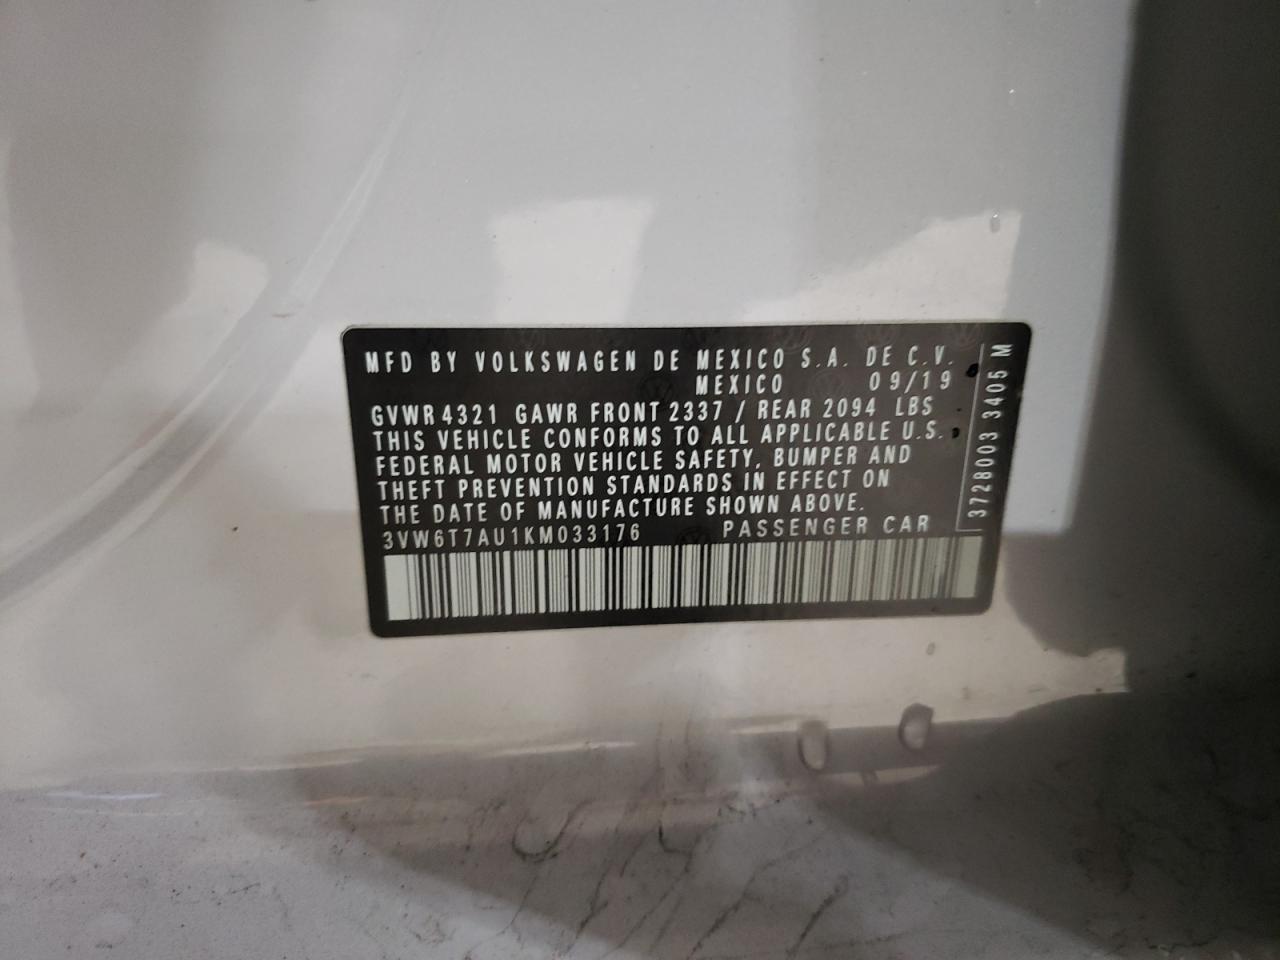 MFD BY VOLKSWAGEN DE MEXICO S.A. DE C.V.
MEXICO 09/19
GVWR 4321 GAWR FRONT 2337 / REAR 2094 LBS
THIS VEHICLE CONFORMS TO ALL APPLICABLE U.S.
FEDERAL MOTOR VEHICLE SAFETY, BUMPER AND
THEFT PREVENTION STANDARDS IN EFFECT ON
THE DATE OF MANUFACTURE SHOWN ABOVE.
3VW6T7AU1KM033176 PASSENGER CAR
3728003 3405 M